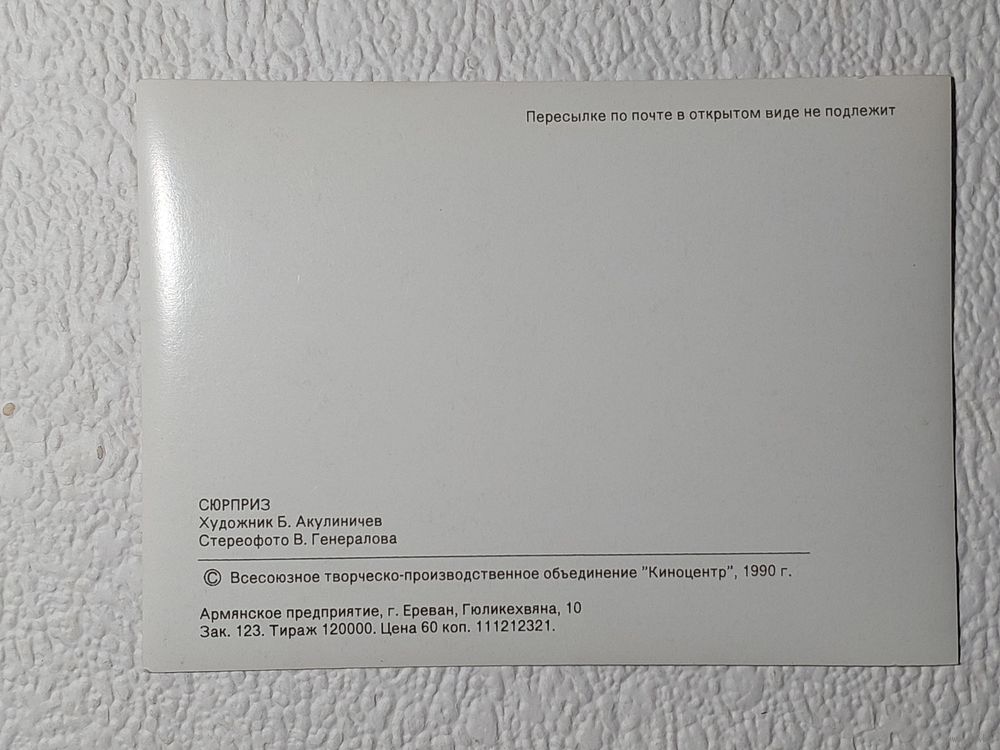 Пересылке по почте в открытом виде не подлежит
СЮРПРИЗ
Художник Б. Акулиничев
Стереофото В. Генералова
© Всесоюзное творческо-производственное объединение "Киноцентр", 1990 г.
Армянское предприятие, г. Ереван, Гюликехвяна, 10
Зак. 123. Тираж 120000. Цена 60 коп. 111212321.